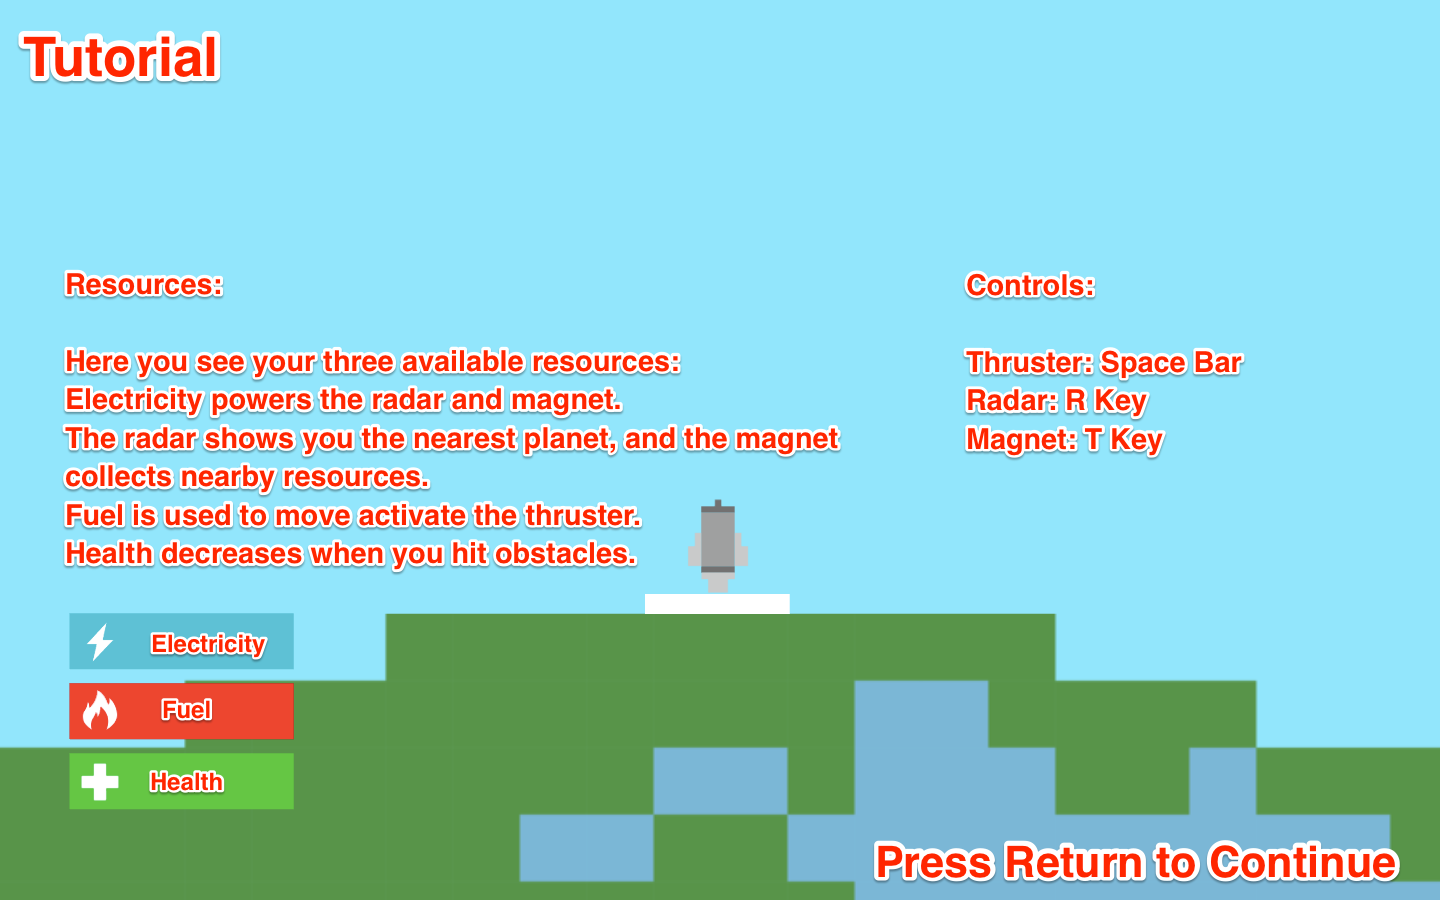 Tutorial
Resources:
Here you see your three available resources:
Electricity powers the radar and magnet.
The radar shows you the nearest planet, and the magnet
collects nearby resources.
Fuel is used to move activate the thruster.
Health decreases when you hit obstacles.
Controls:
Thruster: Space Bar
Radar: R Key
Magnet: T Key
Electricity
Fuel
Health
Press Return to Continue